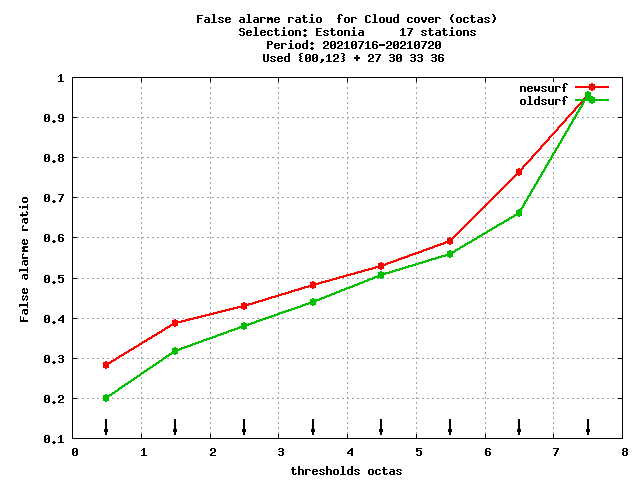 False alarme ratio  for Cloud cover (octas)
Selection: Estonia     17 stations
Period: 20210716-20210720
Used {00,12} + 27 30 33 36
newsurf
oldsurf
1
0.9
0.8
0.7
0.6
0.5
0.4
0.3
0.2
0.1
False alarme ratio
0 1 2 3 4 5 6 7 8
thresholds octas